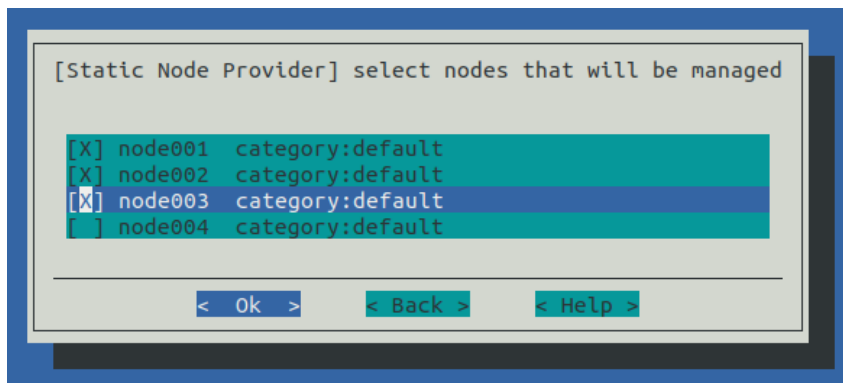 [Static Node Provider] select nodes that will be managed
[X] node001  category:default
[X] node002  category:default
[X] node003  category:default
[ ] node004  category:default
<  Ok  > < Back > < Help >